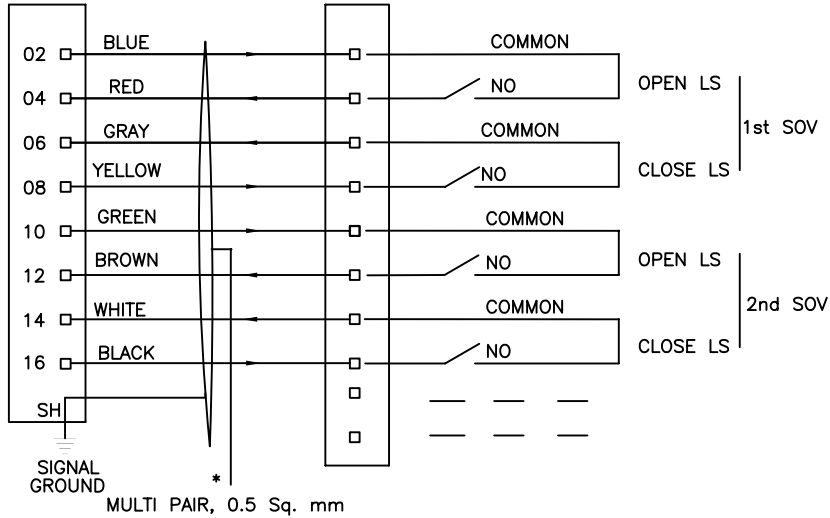 02 BLUE COMMON
04 RED NO OPEN LS
1st SOV
06 GRAY COMMON
08 YELLOW NO CLOSE LS
10 GREEN COMMON
12 BROWN NO OPEN LS
2nd SOV
14 WHITE COMMON
16 BLACK NO CLOSE LS
SH
SIGNAL
GROUND
*
MULTI PAIR, 0.5 Sq. mm